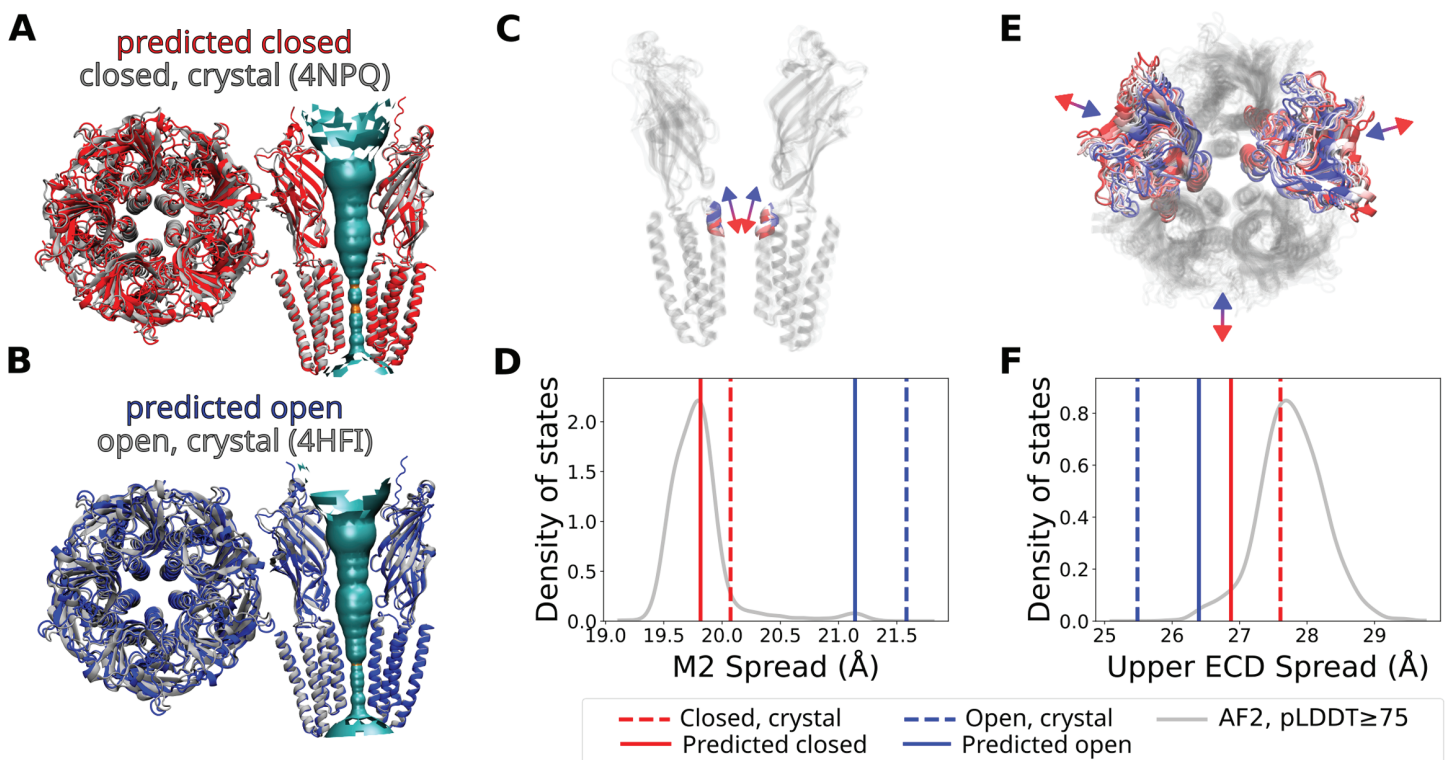 A
predicted closed
closed, crystal (4NPQ)
B
predicted open
open, crystal (4HFI)
C
D
Density of states
2.0
1.5
1.0
0.5
0.0
19.0 19.5 20.0 20.5 21.0 21.5
M2 Spread (Å)
E
F
Density of states
0.8
0.6
0.4
0.2
0.0
25 26 27 28 29
Upper ECD Spread (Å)
Closed, crystal
Predicted closed
Open, crystal
Predicted open
AF2, pLDDT≥75